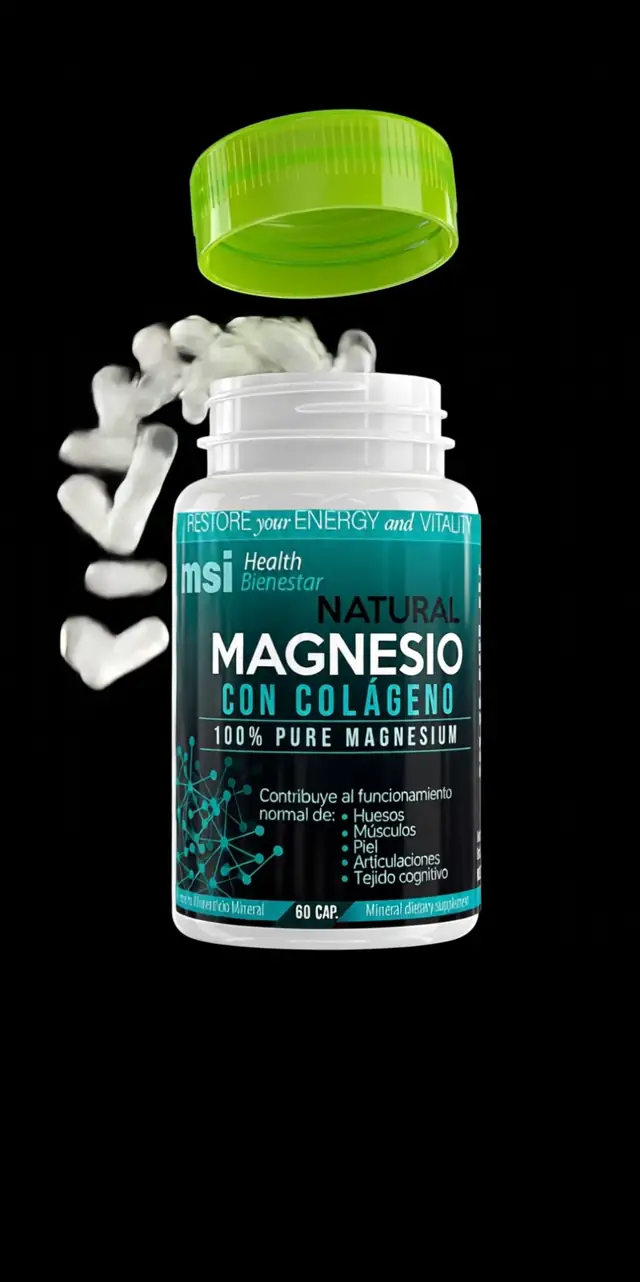 RESTORE your ENERGY and VITALITY
msi Health
Bienestar
NATURAL
MAGNESIO
CON COLÁGENO
100% PURE MAGNESIUM
Contribuye al funcionamiento
normal de: • Huesos
• Músculos
• Piel
• Articulaciones
• Tejido cognitivo
Mineral 60 CAP. Mineral dietary supplement